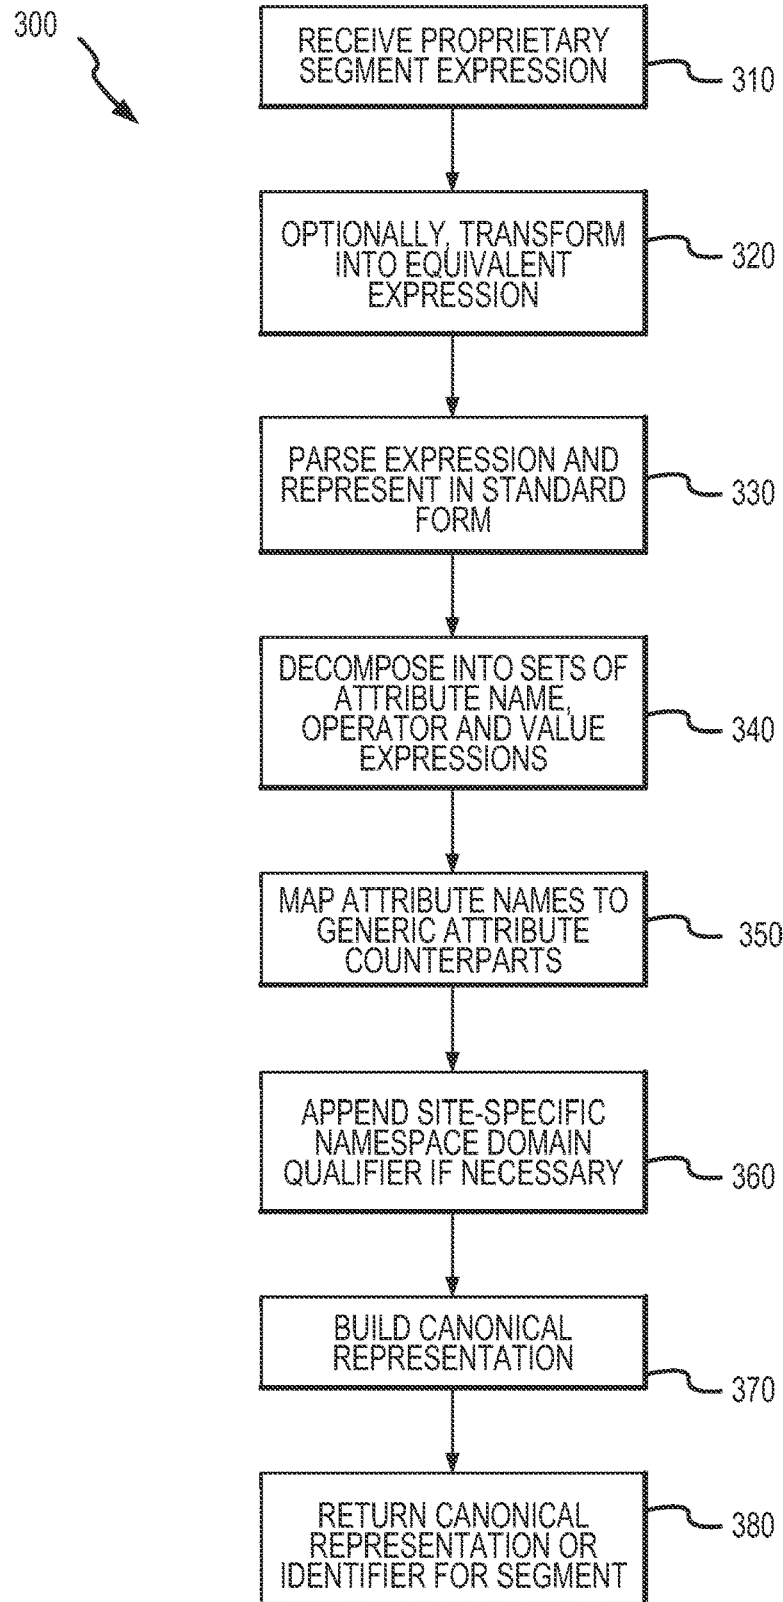 300
RECEIVE PROPRIETARY
SEGMENT EXPRESSION
310
OPTIONALLY, TRANSFORM
INTO EQUIVALENT
EXPRESSION
320
PARSE EXPRESSION AND
REPRESENT IN STANDARD
FORM
330
DECOMPOSE INTO SETS OF
ATTRIBUTE NAME,
OPERATOR AND VALUE
EXPRESSIONS
340
MAP ATTRIBUTE NAMES TO
GENERIC ATTRIBUTE
COUNTERPARTS
350
APPEND SITE-SPECIFIC
NAMESPACE DOMAIN
QUALIFIER IF NECESSARY
360
BUILD CANONICAL
REPRESENTATION
370
RETURN CANONICAL
REPRESENTATION OR
IDENTIFIER FOR SEGMENT
380